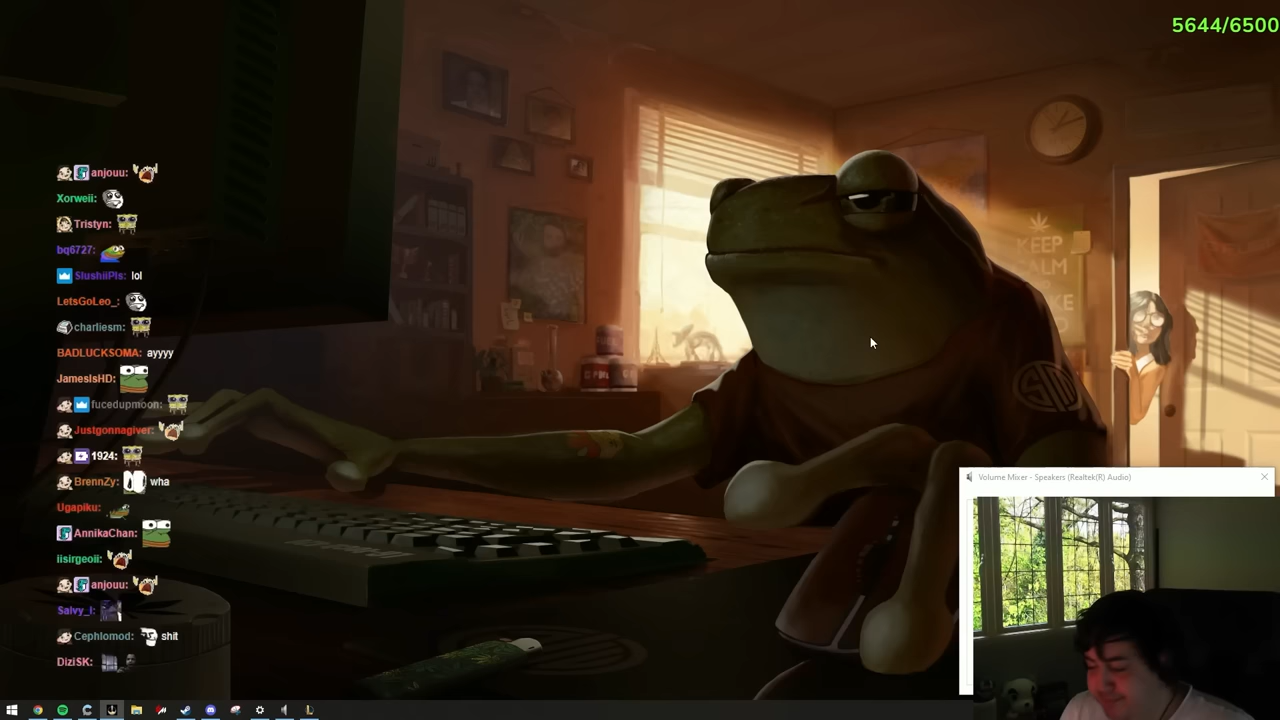 5644/6500
anjouu:
Xorweii:
Tristyn:
bq6727:
SlushiiPls: lol
LetsGoLeo_:
charliesm:
BADLUCKSOMA: ayyyy
JamesIsHD:
fucedupmoon:
Justgonnagiver:
1924:
BrennZy: wha
Ugapiku:
AnnikaChan:
iisirgeoii:
anjouu:
Salvy_i:
Cephlomod: shit
DiziSK:
KEEP
CALM
Volume Mixer - Speakers (Realtek(R) Audio)